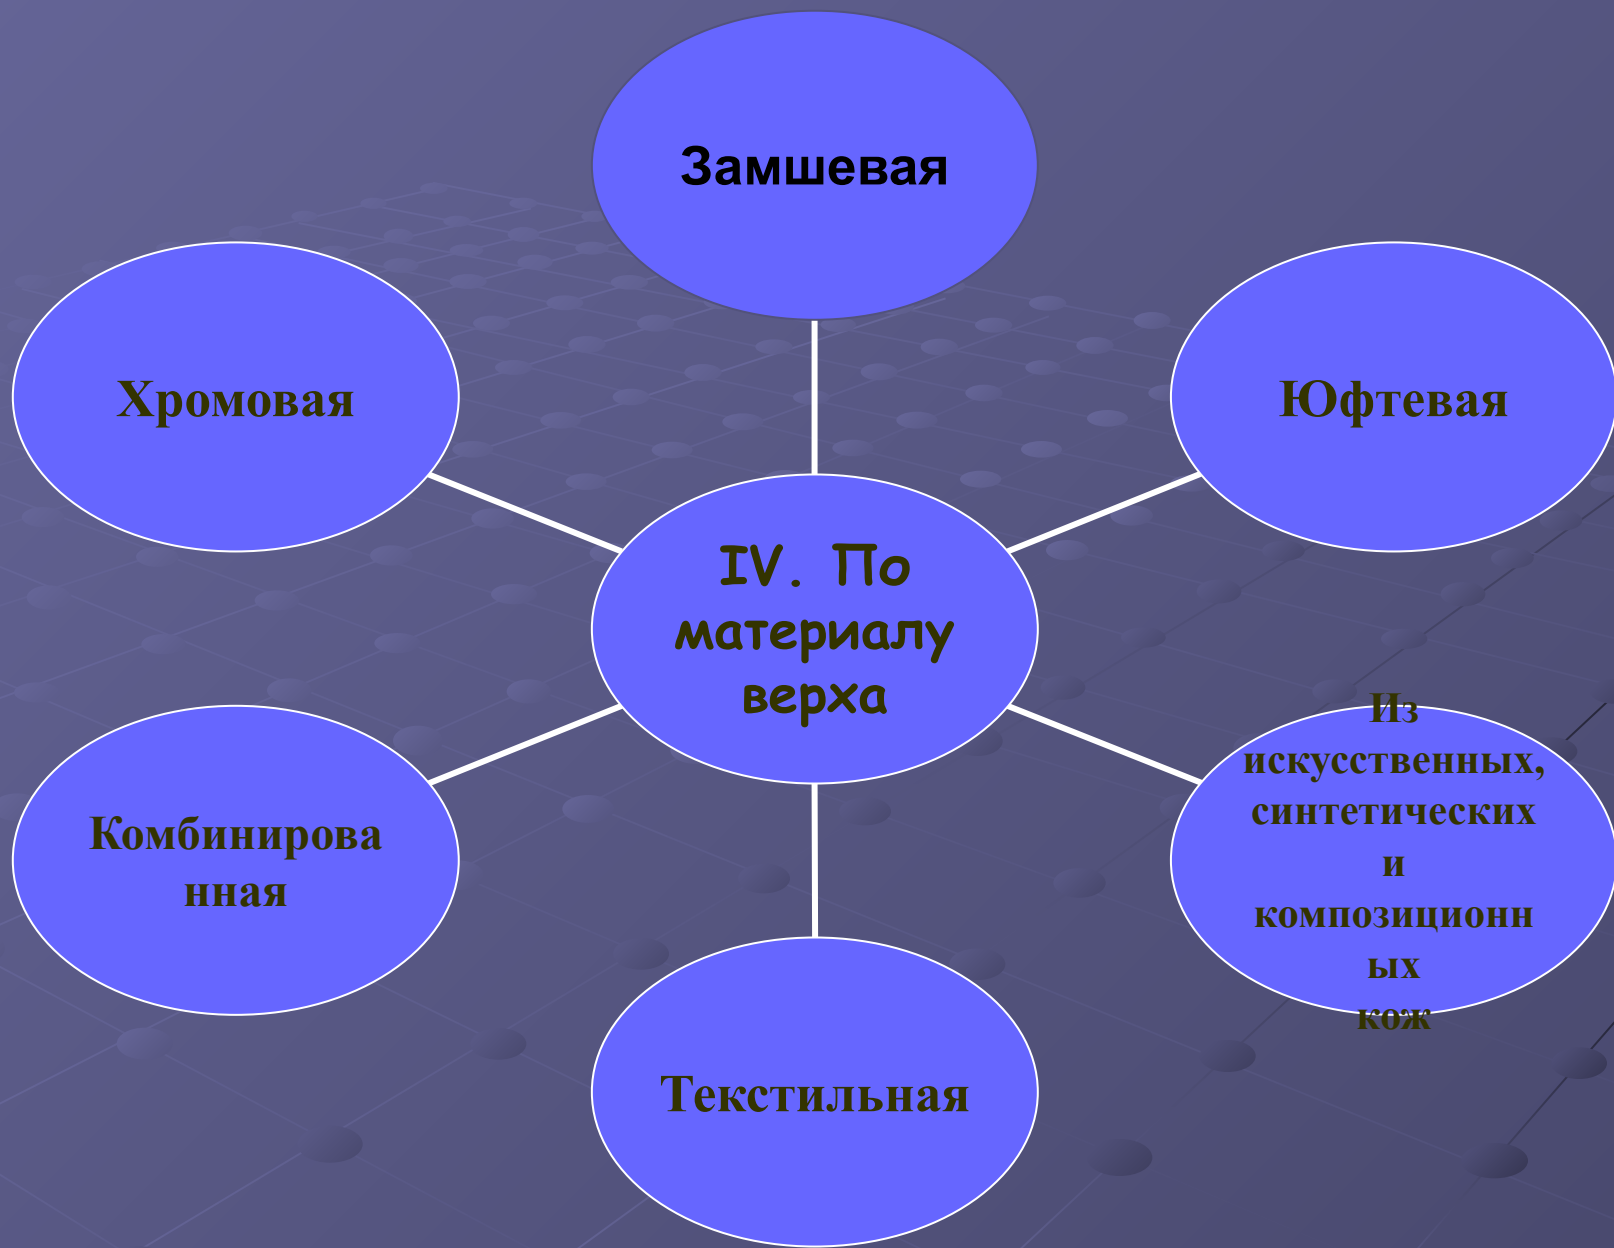 Замшевая
Хромовая
Юфтевая
IV. По
материалу
верха
Из
искусственных,
синтетических
и
композиционн
ых
кож
Комбинирова
нная
Текстильная